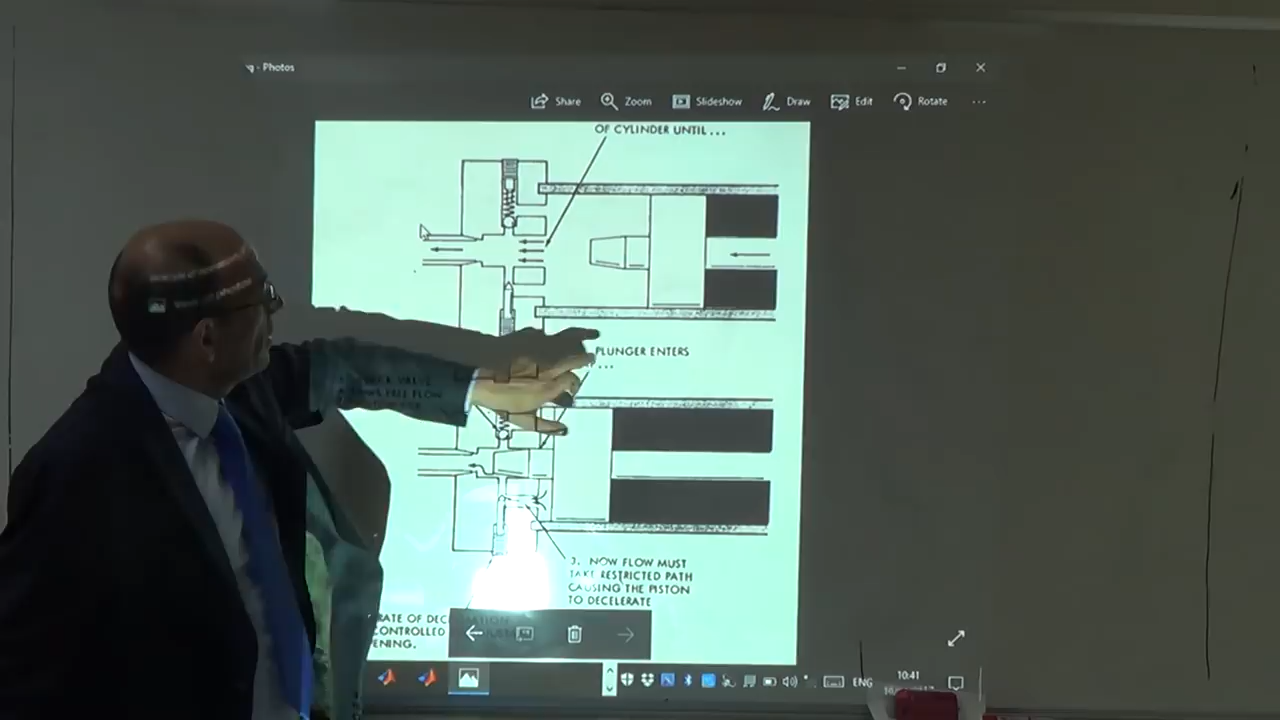 - Photos
Share Zoom Slideshow Draw Edit Rotate ...
OF CYLINDER UNTIL ...
PLUNGER ENTERS
...
3. NOW FLOW MUST
TAKE RESTRICTED PATH
CAUSING THE PISTON
TO DECELERATE
RATE OF
CONTROLLED
ENING.
ENG
10:41